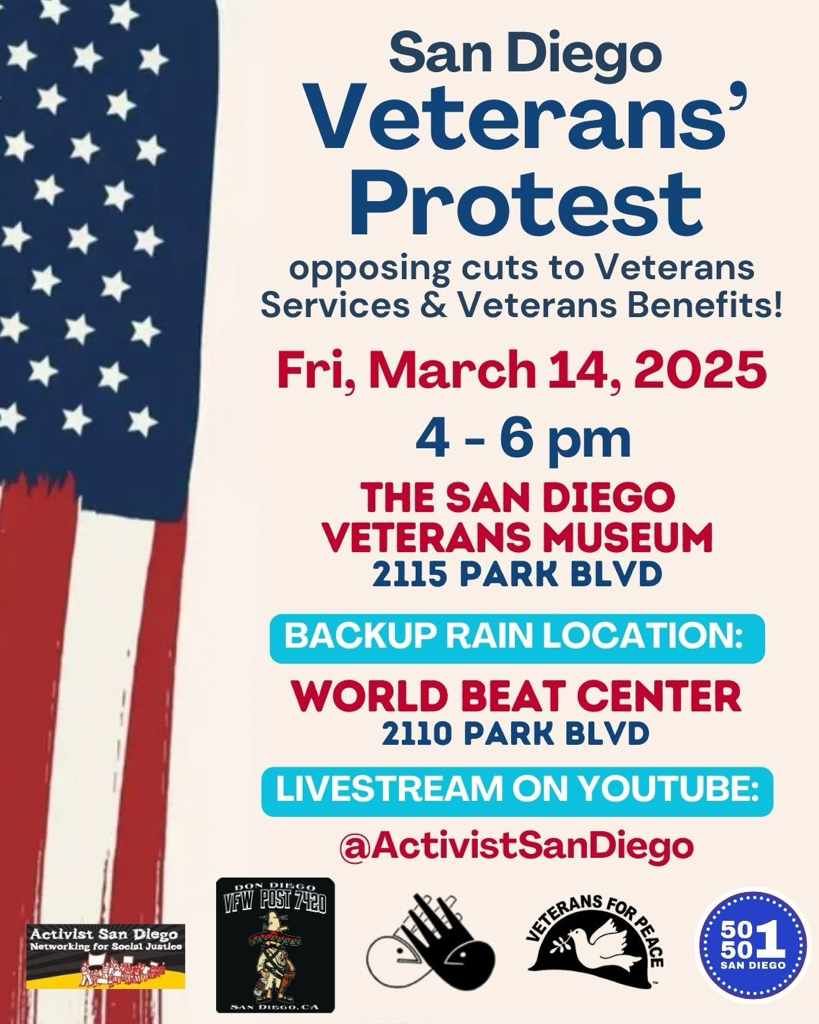 San Diego
Veterans’
Protest
opposing cuts to Veterans
Services & Veterans Benefits!
Fri, March 14, 2025
4 - 6 pm
THE SAN DIEGO
VETERANS MUSEUM
2115 PARK BLVD
BACKUP RAIN LOCATION:
WORLD BEAT CENTER
2110 PARK BLVD
LIVESTREAM ON YOUTUBE:
@ActivistSanDiego
Activist San Diego
Networking for Social Justice
DON DIEGO
VFW POST 7420
SAN DIEGO, CA
VETERANS FOR PEACE
™
50
50
1
SAN DIEGO